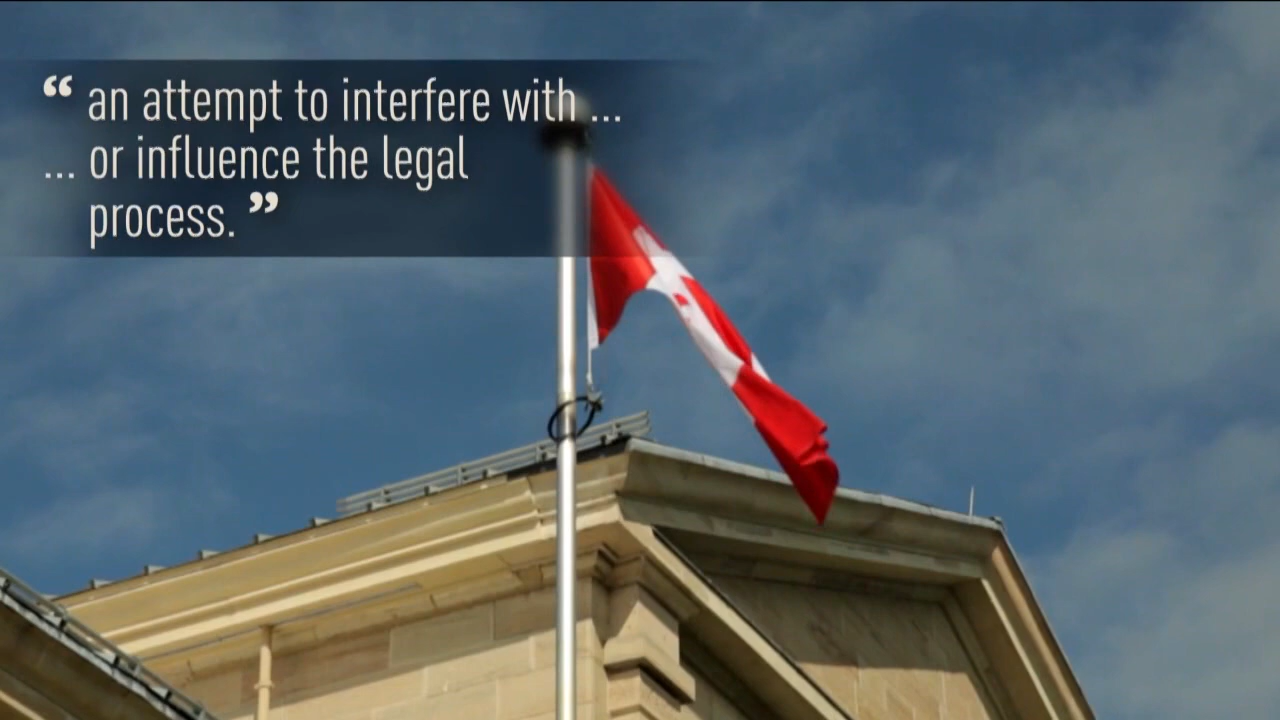 “ an attempt to interfere with ...
... or influence the legal
process. ”